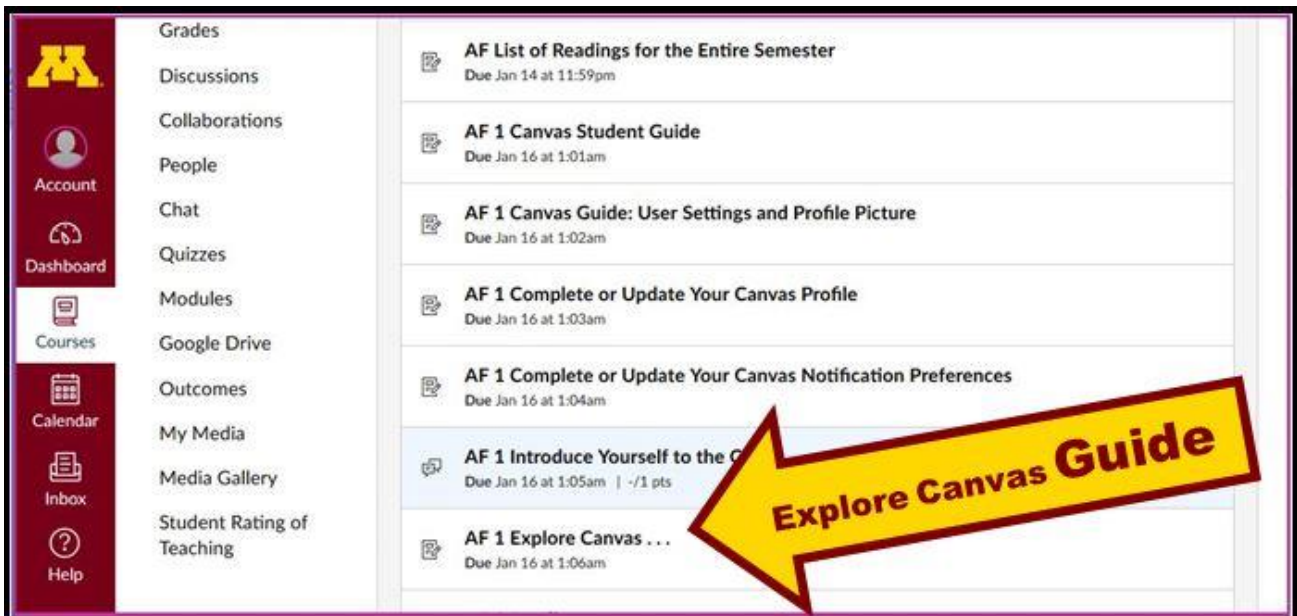 M
Account
Dashboard
Courses
Calendar
Inbox
Help
Grades
Discussions
Collaborations
People
Chat
Quizzes
Modules
Google Drive
Outcomes
My Media
Media Gallery
Student Rating of
Teaching
AF List of Readings for the Entire Semester
Due Jan 14 at 11:59pm
AF 1 Canvas Student Guide
Due Jan 16 at 1:01am
AF 1 Canvas Guide: User Settings and Profile Picture
Due Jan 16 at 1:02am
AF 1 Complete or Update Your Canvas Profile
Due Jan 16 at 1:03am
AF 1 Complete or Update Your Canvas Notification Preferences
Due Jan 16 at 1:04am
AF 1 Introduce Yourself to the
Due Jan 16 at 1:05am | -/1 pts
AF 1 Explore Canvas . . .
Due Jan 16 at 1:06am
Explore Canvas Guide